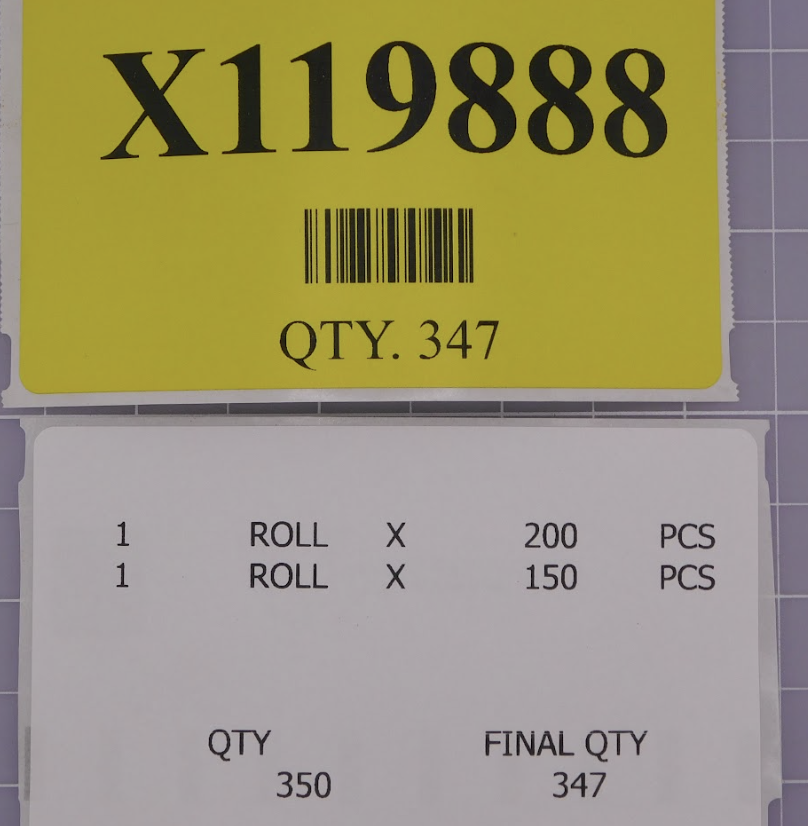 X119888
QTY. 347
1 ROLL X 200 PCS
1 ROLL X 150 PCS
QTY FINAL QTY
350 347